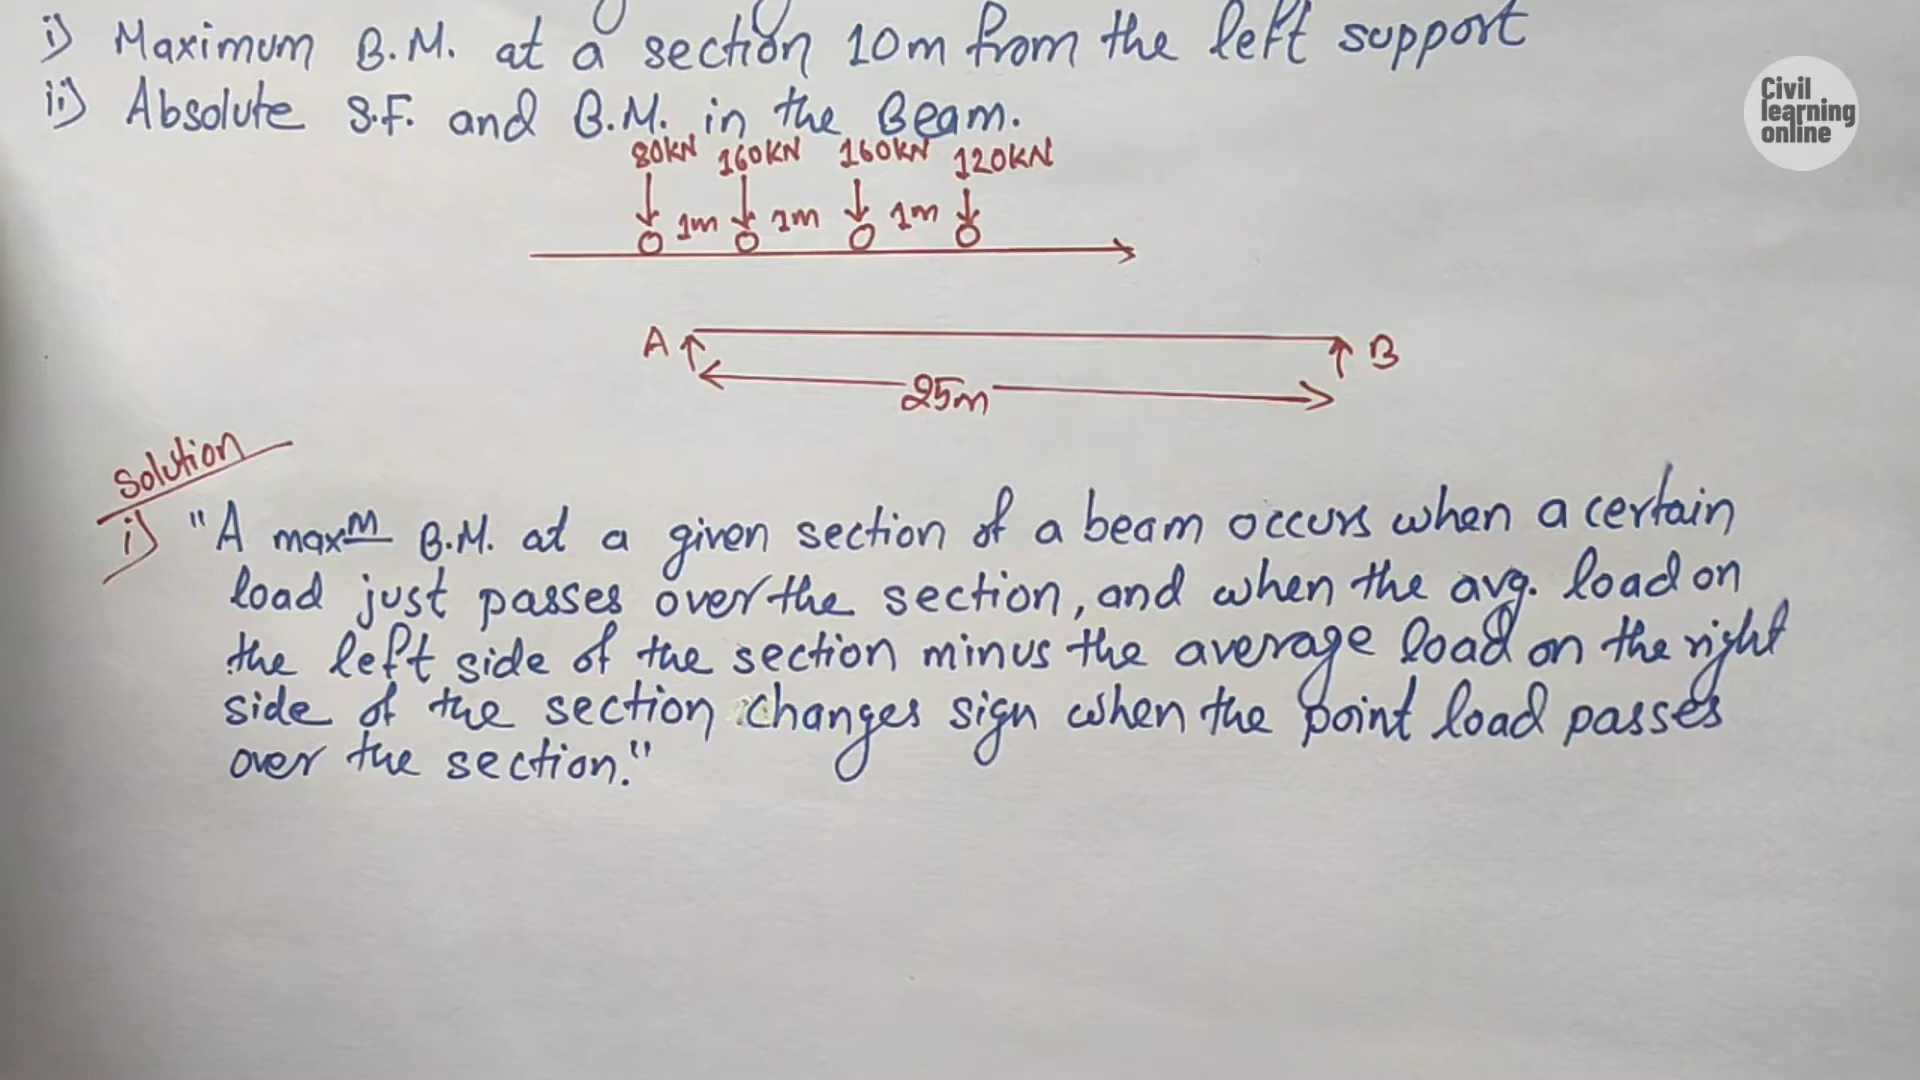 i) Maximum B.M. at a section 10m from the left support
ii) Absolute S.F. and B.M. in the Beam.
Civil
learning
online
80KN 160KN 160KN 120KN
1m 1m 1m
A B
25m
Solution
i) "A maxm B.M. at a given section of a beam occurs when a certain
load just passes over the section, and when the avg. load on
the left side of the section minus the average load on the right
side of the section changes sign when the point load passes
over the section."